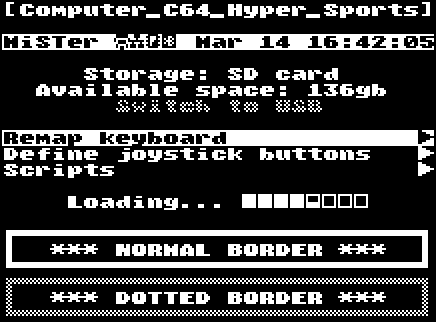 [Computer_C64_Hyper_Sports]
MiSTer Mar 14 16:42:05
Storage: SD card
Available space: 136gb
Switch to USB
Remap keyboard
Define joystick buttons
Scripts
Loading...
*** NORMAL BORDER ***
*** DOTTED BORDER ***